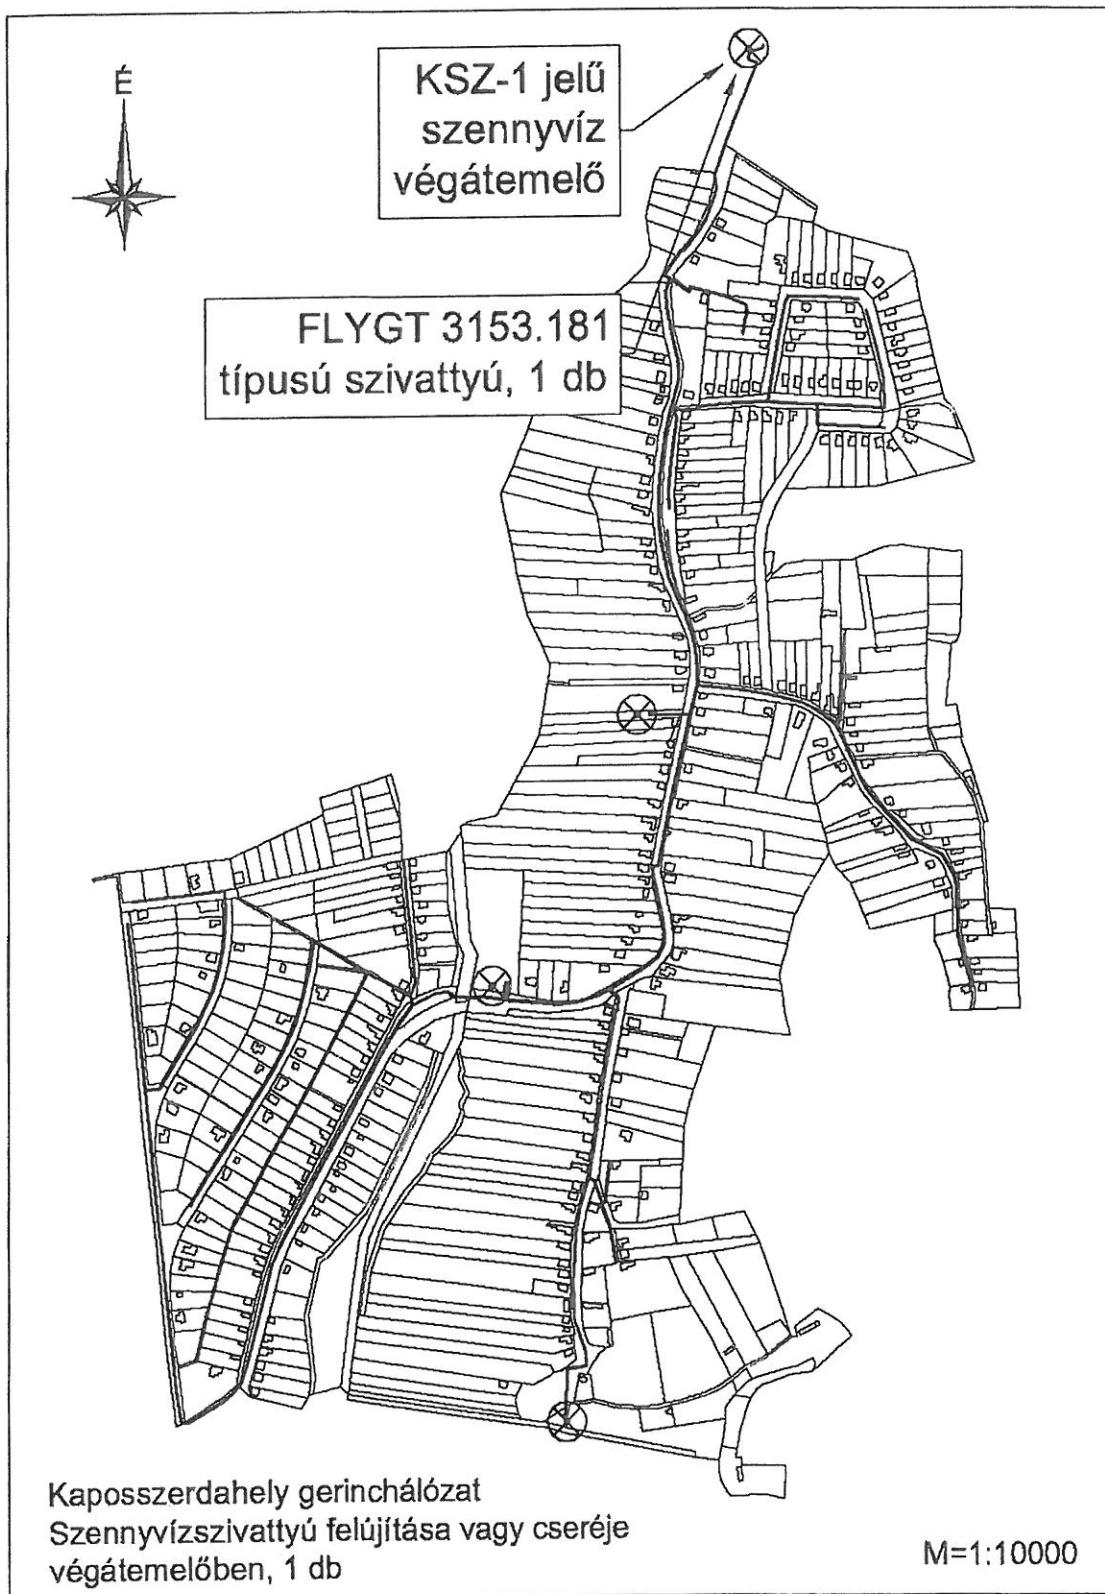 KSZ-1 jelű
szennyvíz
végátemelő
É
FLYGT 3153.181
típusú szivattyú, 1 db
Kaposszerdahely gerinchálózat
Szennyvízszivattyú felújítása vagy cseréje
végátemelőben, 1 db
M=1:10000